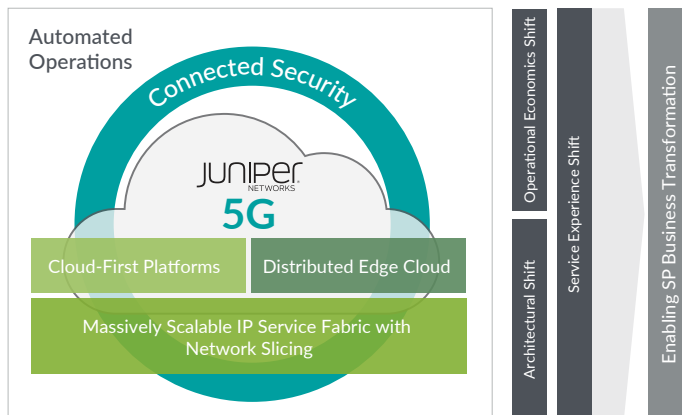 Automated
Operations
Connected Security
JUNIPER
NETWORKS
5G
Cloud-First Platforms
Distributed Edge Cloud
Massively Scalable IP Service Fabric with
Network Slicing
Operational Economics Shift
Architectural Shift
Service Experience Shift
Enabling SP Business Transformation